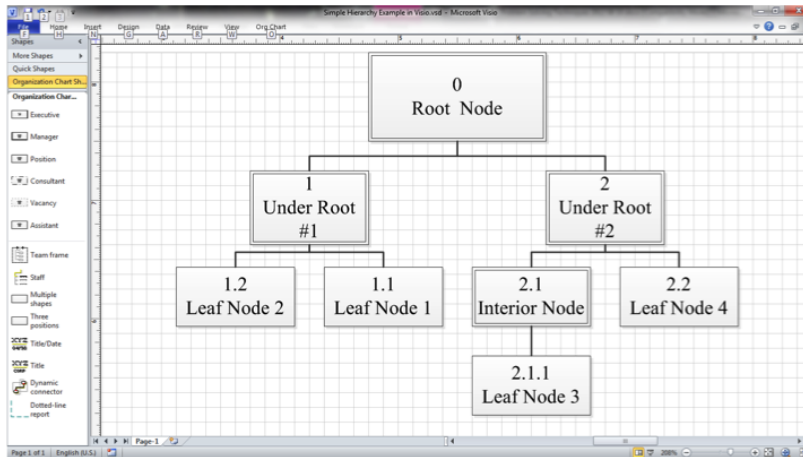 Simple Hierarchy Example in Visio.vsd - Microsoft Visio
1 2
File Home Insert Design Data Review View Org Chart
F H N G A R W O
Shapes
More Shapes
Quick Shapes
Organization Chart Sh...
Organization Char...
Executive
Manager
Position
Consultant
Vacancy
Assistant
Team frame
Staff
Multiple
shapes
Three
positions
Title/Date
Title
Dynamic
connector
Dotted-line
report
0
Root Node
1
Under Root
#1
2
Under Root
#2
1.2
Leaf Node 2
1.1
Leaf Node 1
2.1
Interior Node
2.2
Leaf Node 4
2.1.1
Leaf Node 3
Page-1
Page 1 of 1 English (U.S.) 208%